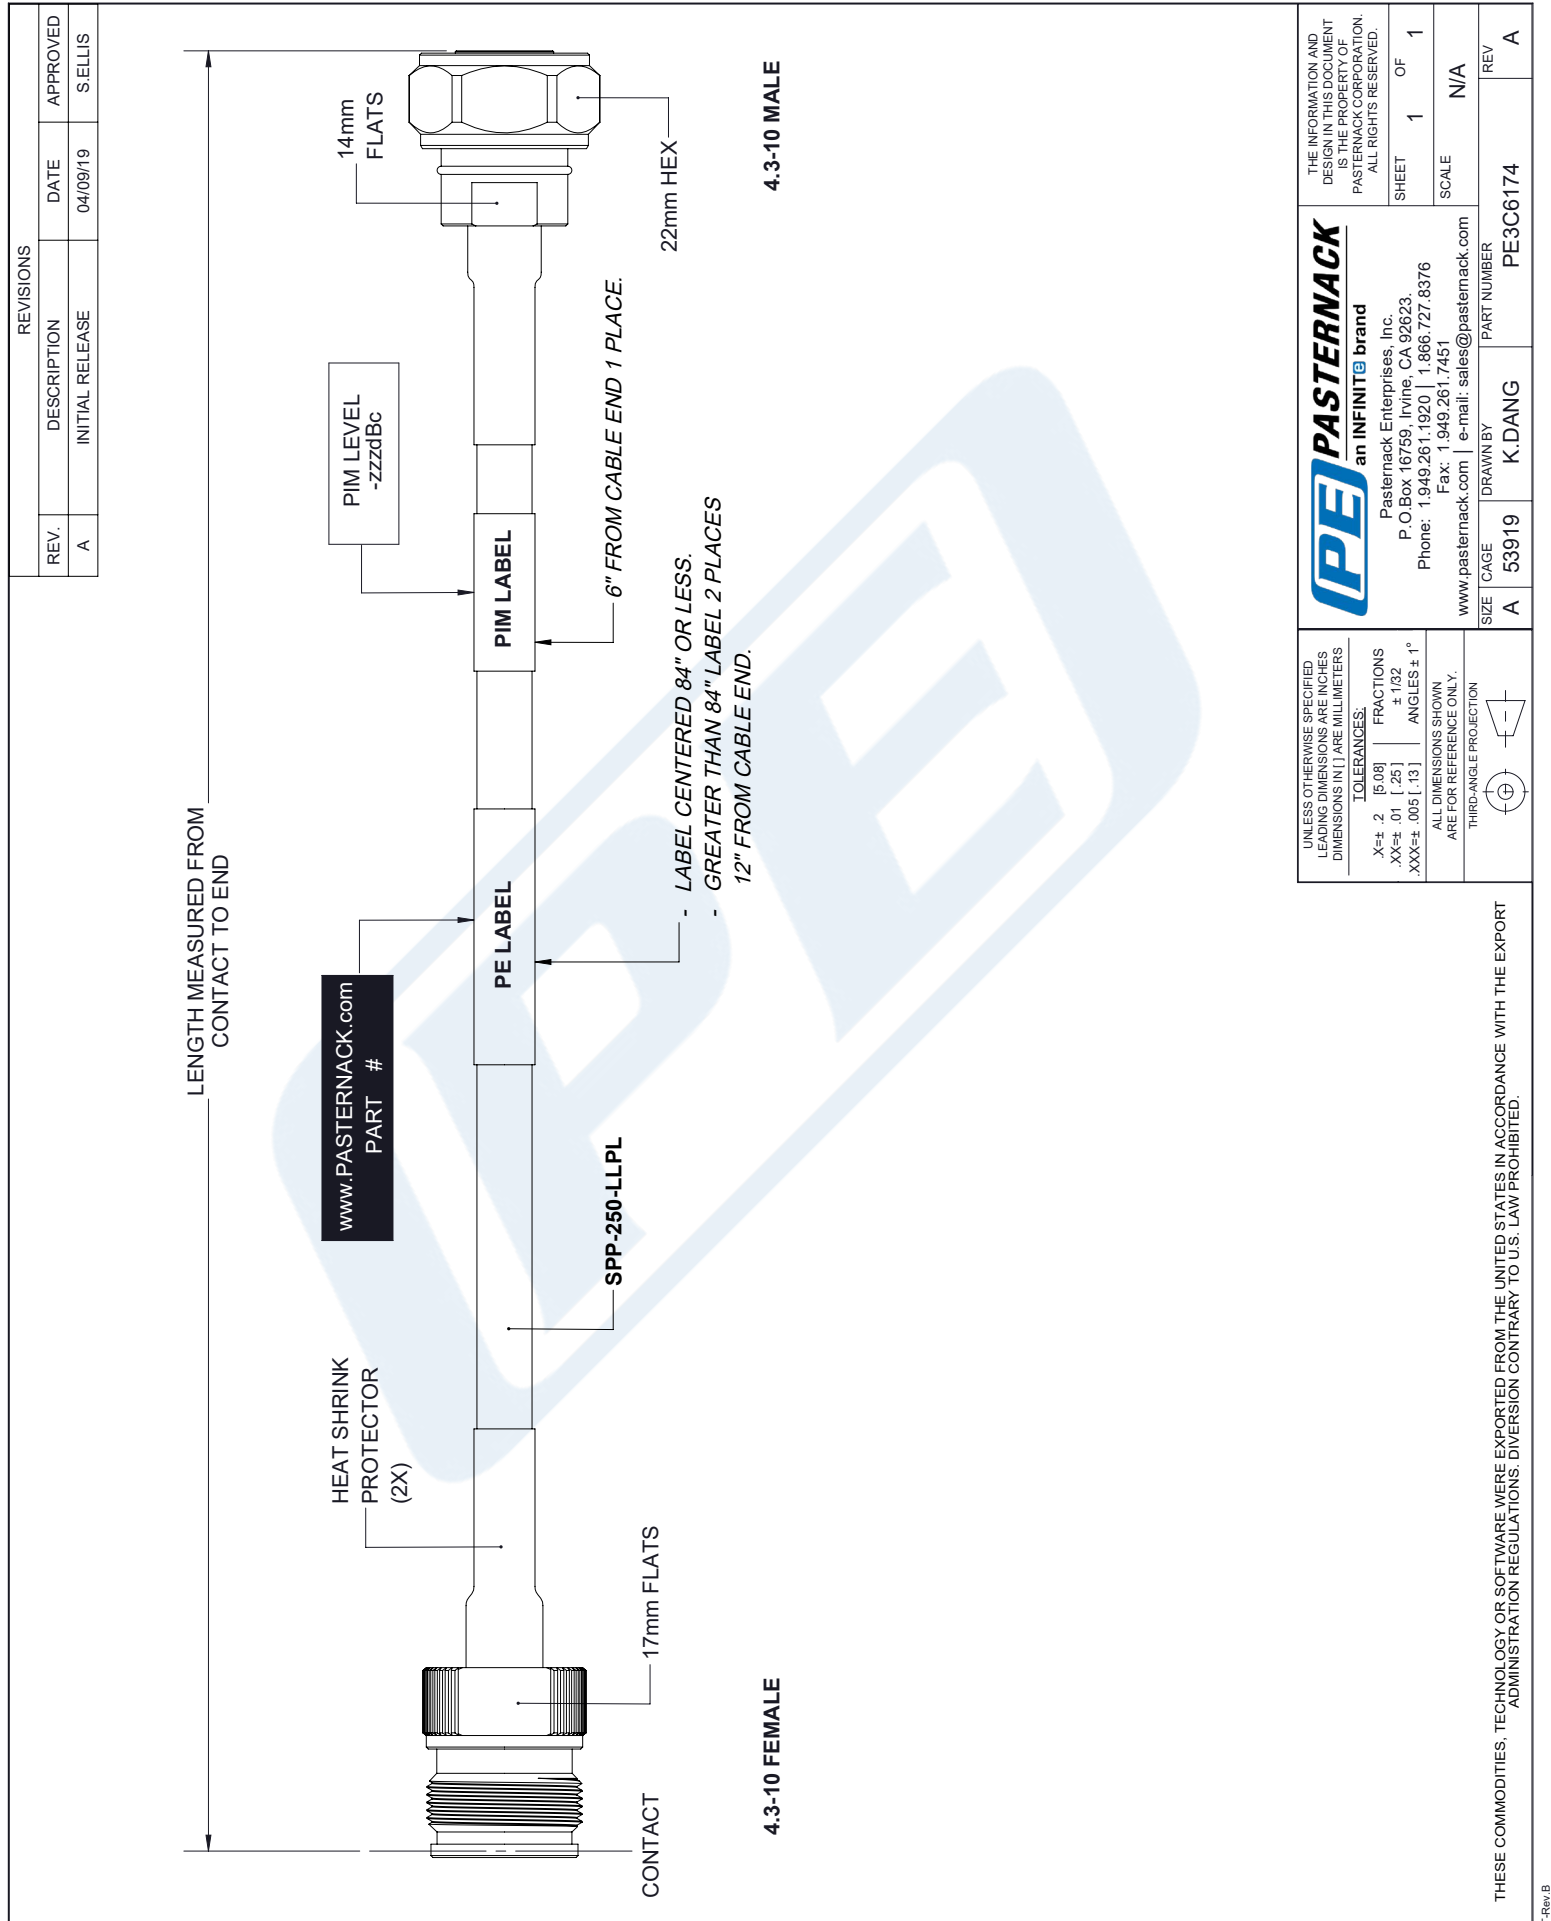 REVISIONS
REV.
DESCRIPTION
DATE
APPROVED
A
INITIAL RELEASE
04/09/19
S.ELLIS
LENGTH MEASURED FROM
CONTACT TO END
HEAT SHRINK
PROTECTOR
(2X)
www.PASTERNACK.com
PART #
PIM LEVEL
-zzzdBc
14mm
FLATS
PE LABEL
PIM LABEL
CONTACT
17mm FLATS
SPP-250-LLPL
- LABEL CENTERED 84" OR LESS.
- GREATER THAN 84" LABEL 2 PLACES
12" FROM CABLE END.
6" FROM CABLE END 1 PLACE.
22mm HEX
4.3-10 FEMALE
4.3-10 MALE
UNLESS OTHERWISE SPECIFIED
LEADING DIMENSIONS ARE INCHES
DIMENSIONS IN [ ] ARE MILLIMETERS
TOLERANCES:
.X=± .2 [5.08]
.XX=± .01 [ .25]
.XXX=± .005 [ .13]
FRACTIONS
± 1/32
ANGLES ± 1°
ALL DIMENSIONS SHOWN
ARE FOR REFERENCE ONLY.
THIRD-ANGLE PROJECTION
PE PASTERNACK
an INFINITe brand
Pasternack Enterprises, Inc.
P.O.Box 16759, Irvine, CA 92623.
Phone: 1.949.261.1920 | 1.866.727.8376
Fax: 1.949.261.7451
www.pasternack.com | e-mail: sales@pasternack.com
THE INFORMATION AND
DESIGN IN THIS DOCUMENT
IS THE PROPERTY OF
PASTERNACK CORPORATION.
ALL RIGHTS RESERVED.
SHEET 1 OF 1
SCALE N/A
SIZE A
CAGE 53919
DRAWN BY K.DANG
PART NUMBER PE3C6174
REV A
THESE COMMODITIES, TECHNOLOGY OR SOFTWARE WERE EXPORTED FROM THE UNITED STATES IN ACCORDANCE WITH THE EXPORT
ADMINISTRATION REGULATIONS. DIVERSION CONTRARY TO U.S. LAW PROHIBITED.
-Rev.B
PE